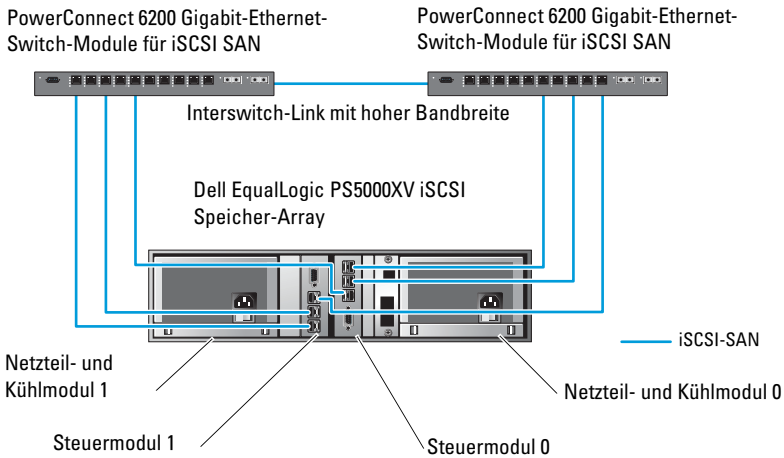 PowerConnect 6200 Gigabit-Ethernet-
Switch-Module für iSCSI SAN
PowerConnect 6200 Gigabit-Ethernet-
Switch-Module für iSCSI SAN
Interswitch-Link mit hoher Bandbreite
Dell EqualLogic PS5000XV iSCSI
Speicher-Array
iSCSI-SAN
Netzteil- und
Kühlmodul 1
Netzteil- und Kühlmodul 0
Steuermodul 1
Steuermodul 0